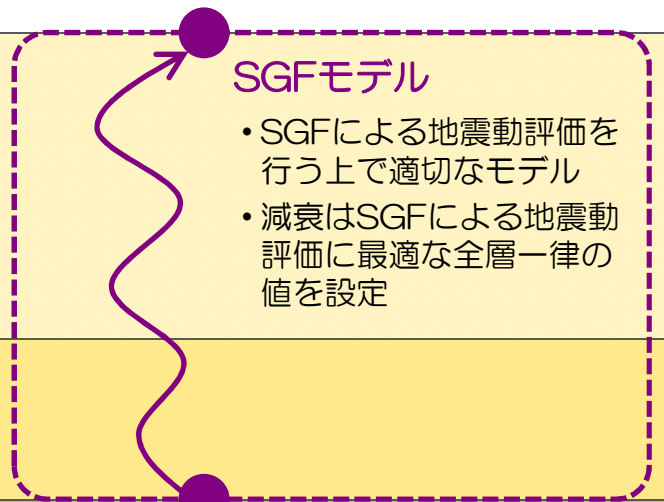 SGFモデル
•SGFによる地震動評価を
行う上で適切なモデル
•減衰はSGFによる地震動
評価に最適な全層一律の
値を設定